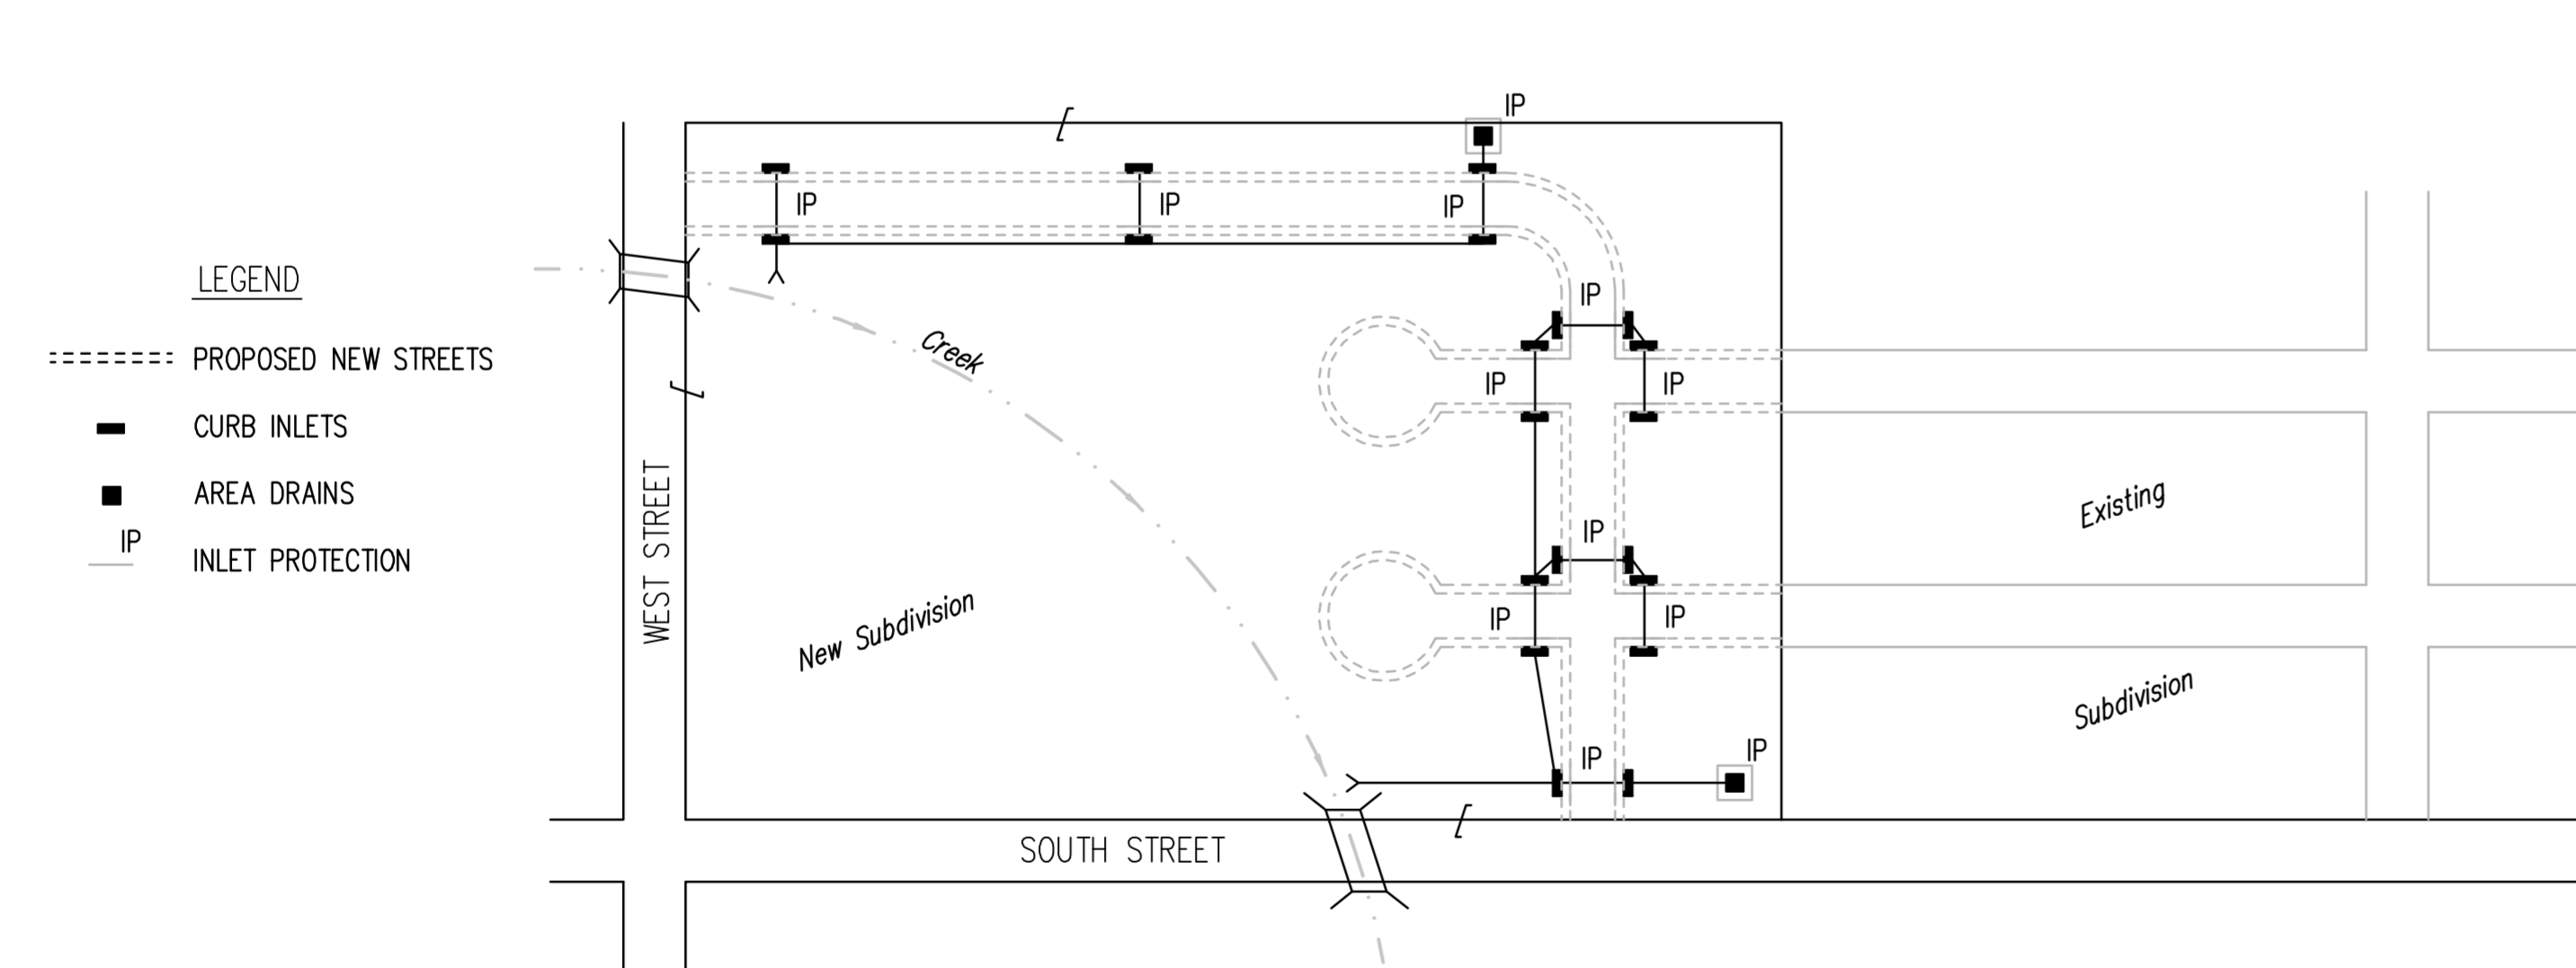 IP
IP
IP
IP
LEGEND
IP
PROPOSED NEW STREETS
Creek
IP
IP
CURB INLETS
AREA DRAINS
Existing
IP
IP
INLET PROTECTION
WEST STREET
New Subdivision
IP
IP
Subdivision
IP
IP
SOUTH STREET